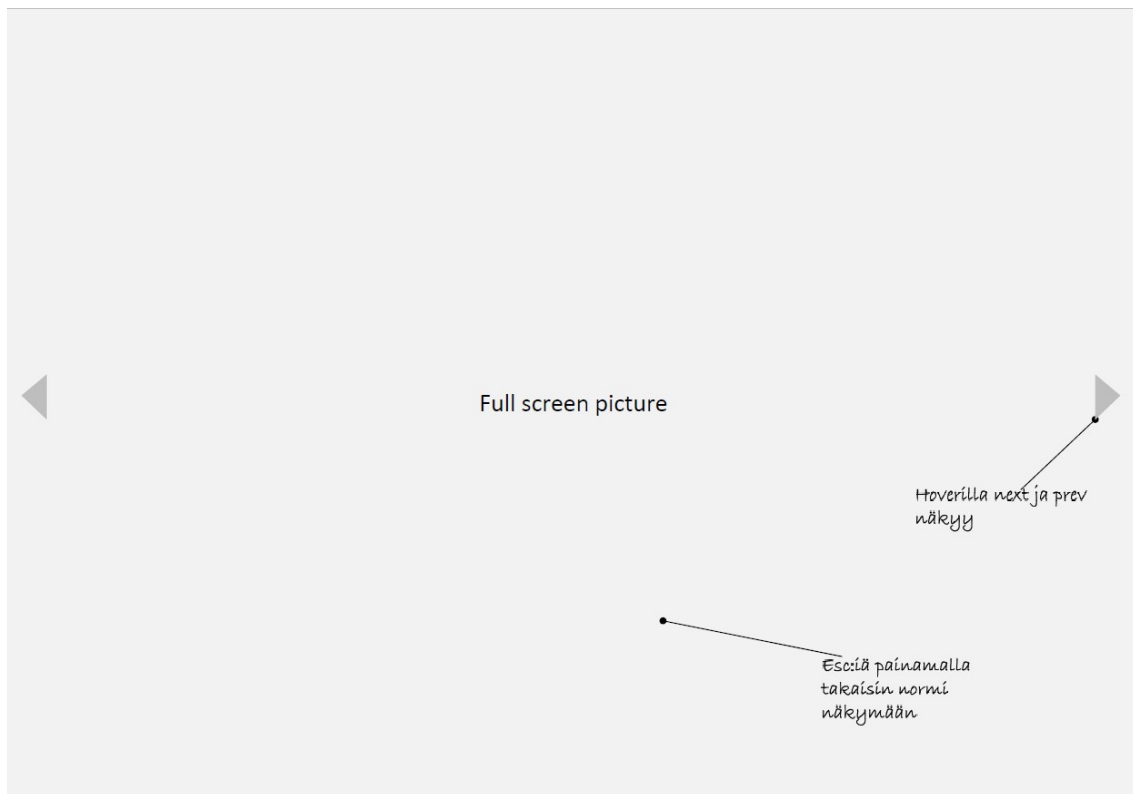 Full screen picture
Hoverilla next ja prev
näkyy
Esc:iä painamalla
takaisin normi
näkymään